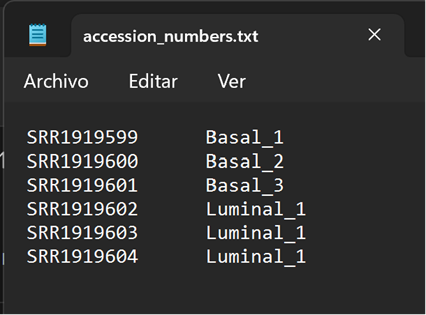 accession_numbers.txt
Archivo Editar Ver
SRR1919599 Basal_1
SRR1919600 Basal_2
SRR1919601 Basal_3
SRR1919602 Luminal_1
SRR1919603 Luminal_1
SRR1919604 Luminal_1